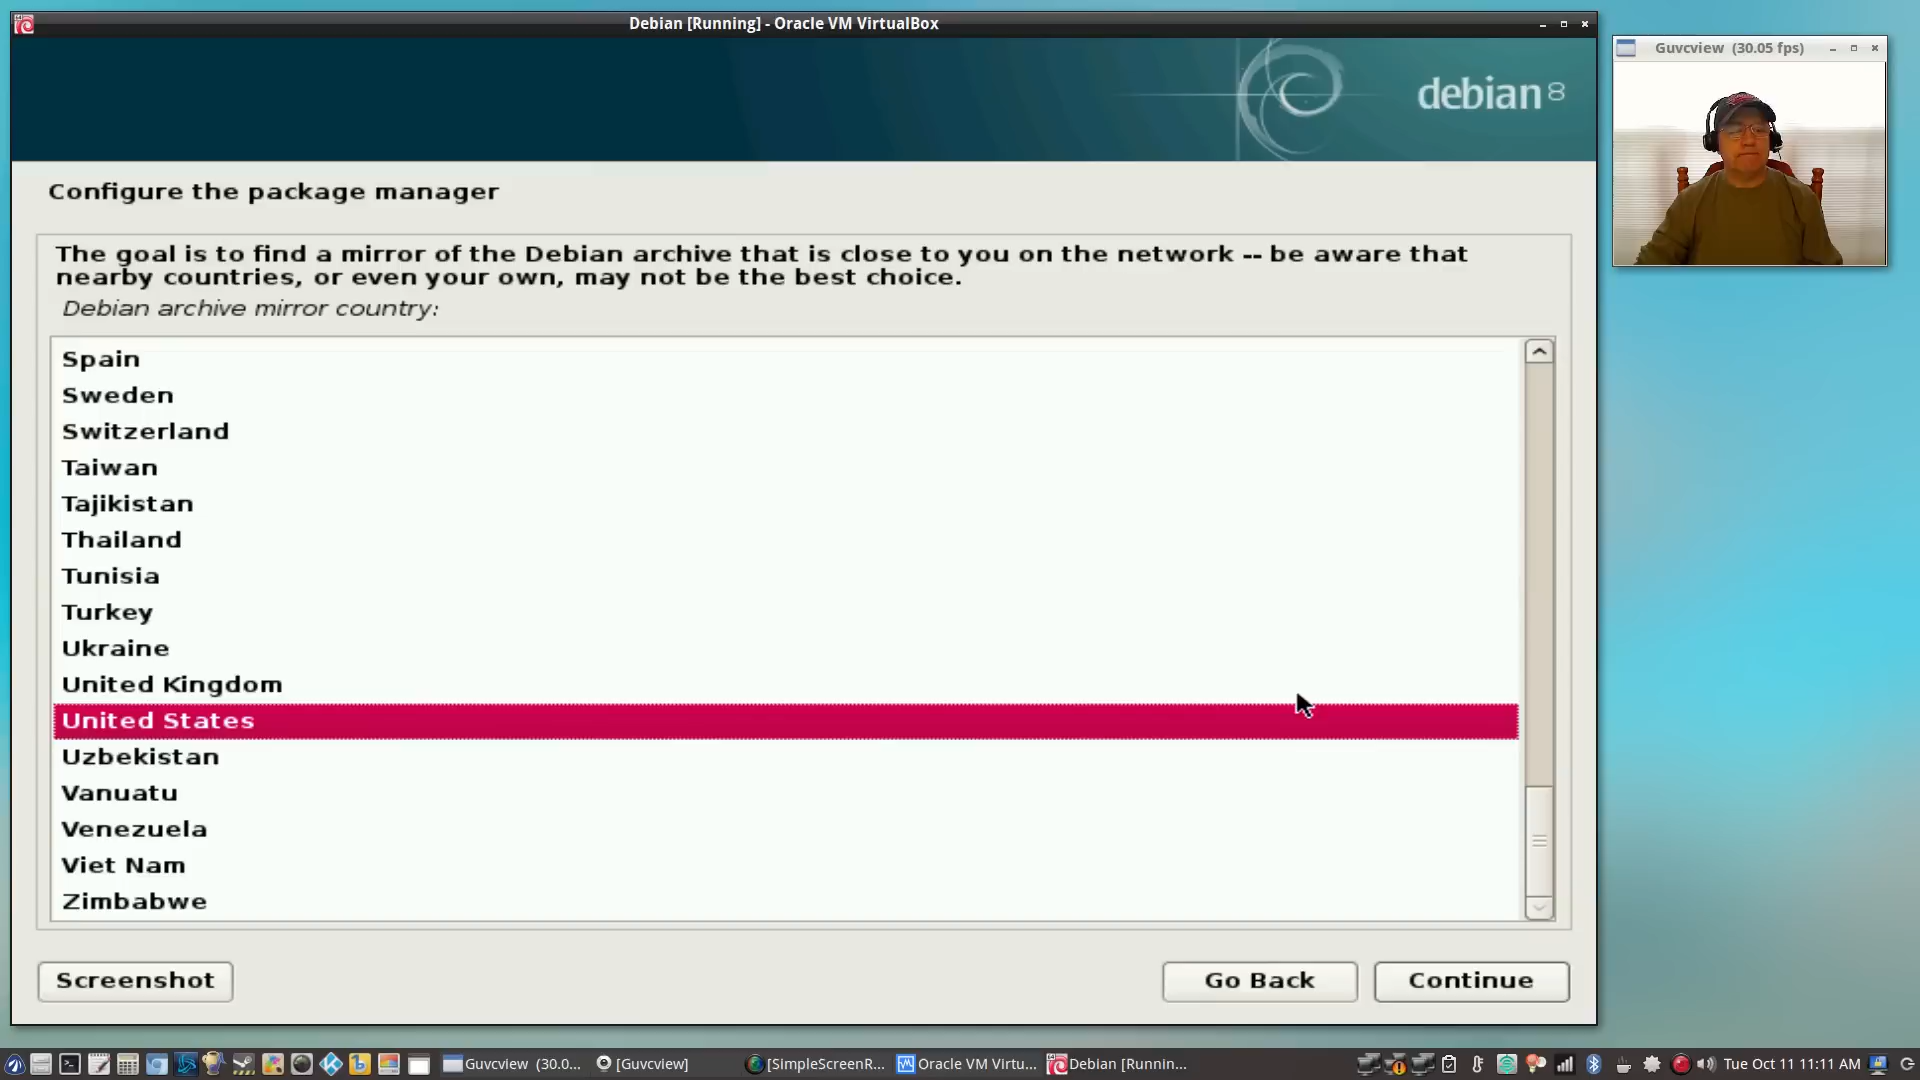 Debian [Running] - Oracle VM VirtualBox
Guvcview (30.05 fps)
debian 8
Configure the package manager
The goal is to find a mirror of the Debian archive that is close to you on the network -- be aware that
nearby countries, or even your own, may not be the best choice.
Debian archive mirror country:
Spain
Sweden
Switzerland
Taiwan
Tajikistan
Thailand
Tunisia
Turkey
Ukraine
United Kingdom
United States
Uzbekistan
Vanuatu
Venezuela
Viet Nam
Zimbabwe
Screenshot
Go Back
Continue
Guvcview (30.0...
[Guvcview]
[SimpleScreenR...
Oracle VM Virtu...
Debian [Runnin...
Tue Oct 11 11:11 AM